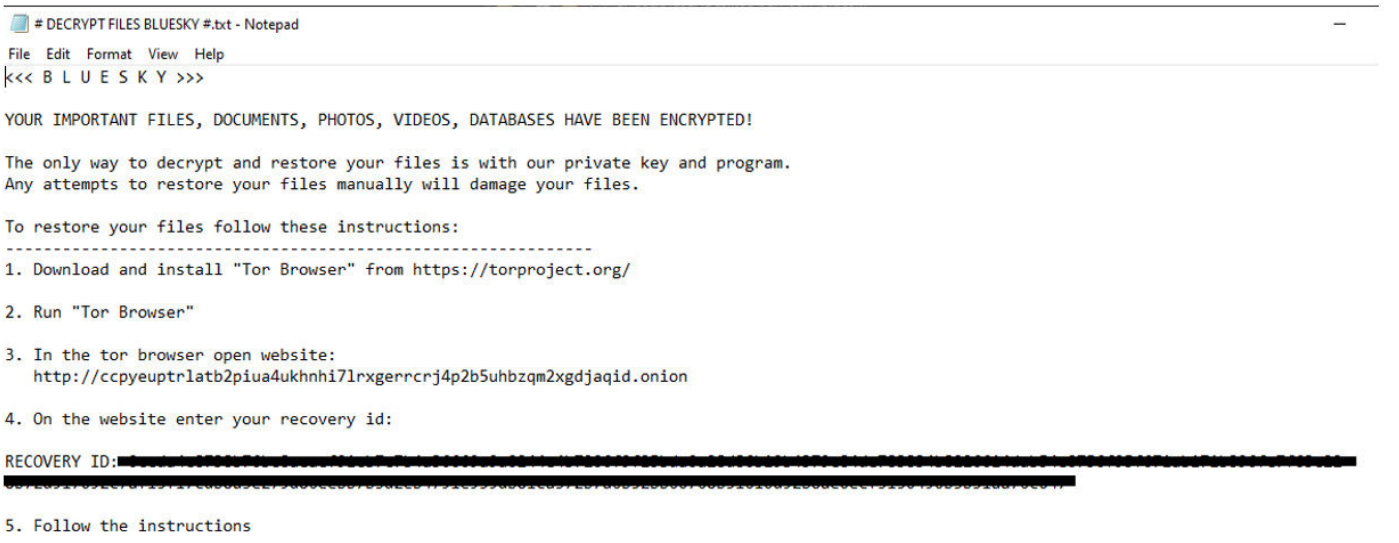 # DECRYPT FILES BLUESKY #.txt - Notepad
File Edit Format View Help
<<< B L U E S K Y >>>
YOUR IMPORTANT FILES, DOCUMENTS, PHOTOS, VIDEOS, DATABASES HAVE BEEN ENCRYPTED!
The only way to decrypt and restore your files is with our private key and program.
Any attempts to restore your files manually will damage your files.
To restore your files follow these instructions:
--------------------------------------------------------------
1. Download and install "Tor Browser" from https://torproject.org/
2. Run "Tor Browser"
3. In the tor browser open website:
http://ccpyeuptrlatb2piua4ukhnhi7lrxgerrcrj4p2b5uhbzqm2xgdjaqid.onion
4. On the website enter your recovery id:
RECOVERY ID:
5. Follow the instructions